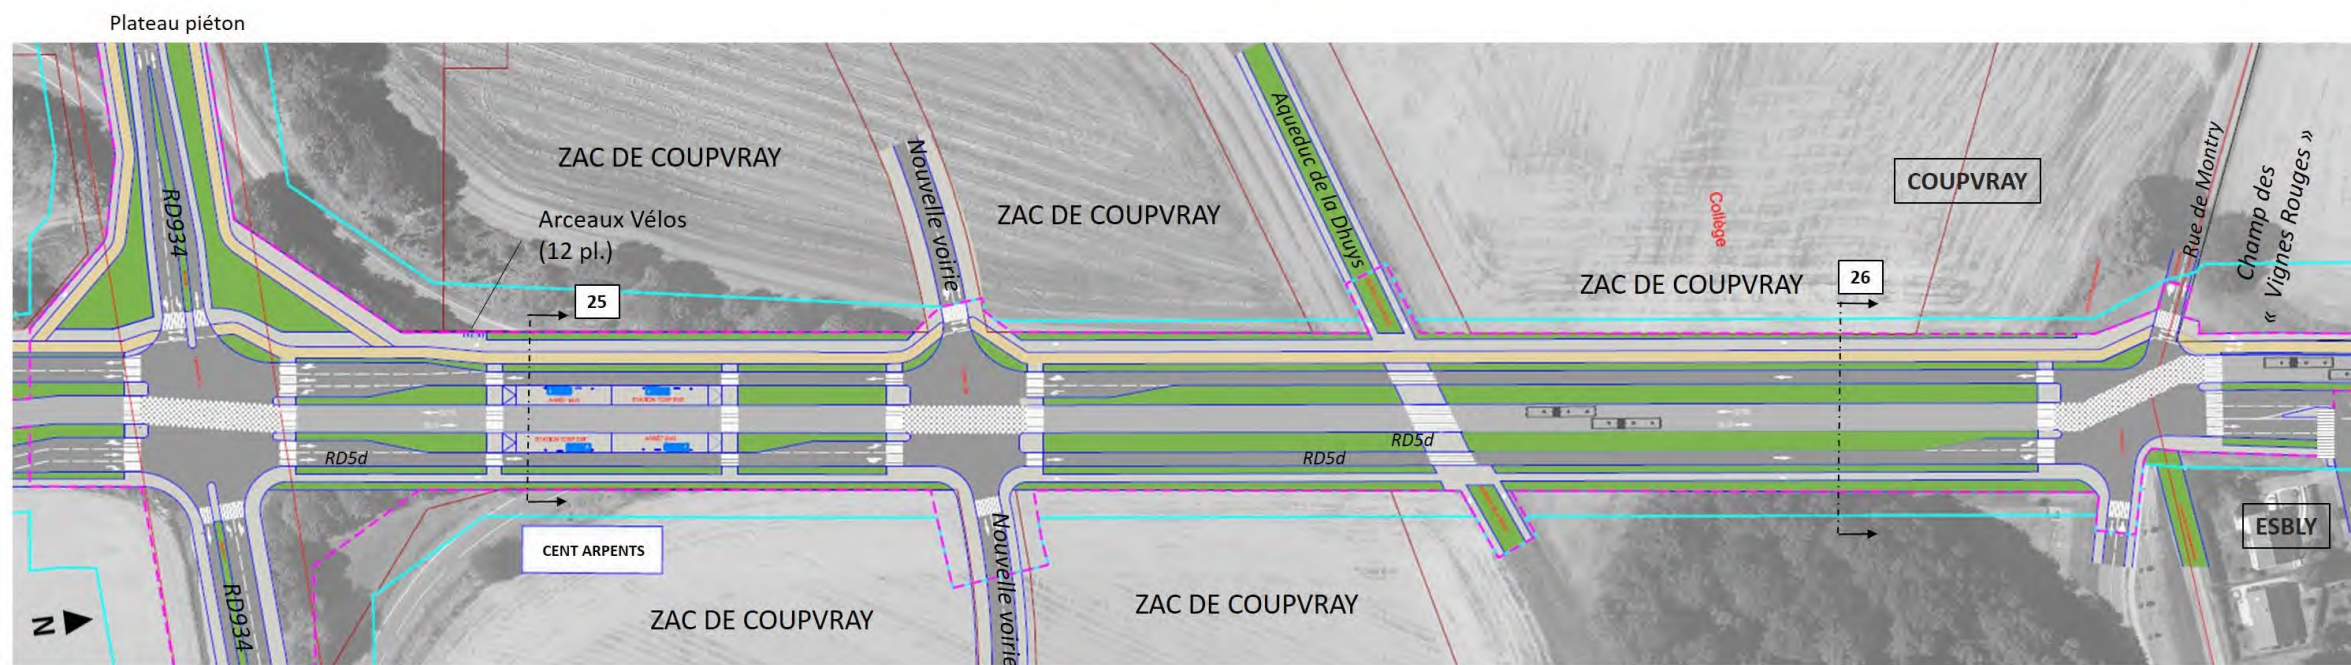 Plateau piéton
RD934
ZAC DE COUPVRAY
Arceaux Vélos
(12 pl.)
25
Nouvelle voirie
ZAC DE COUPVRAY
Aqueduc de la Dhuys
ZAC DE COUPVRAY
Collège
COUPVRAY
26
Rue de Montry
Champ des
« Vignes Rouges »
RD5d
RD5d
RD5d
CENT ARPENTS
RD934
N
ZAC DE COUPVRAY
Nouvelle voirie
ZAC DE COUPVRAY
ESBLY